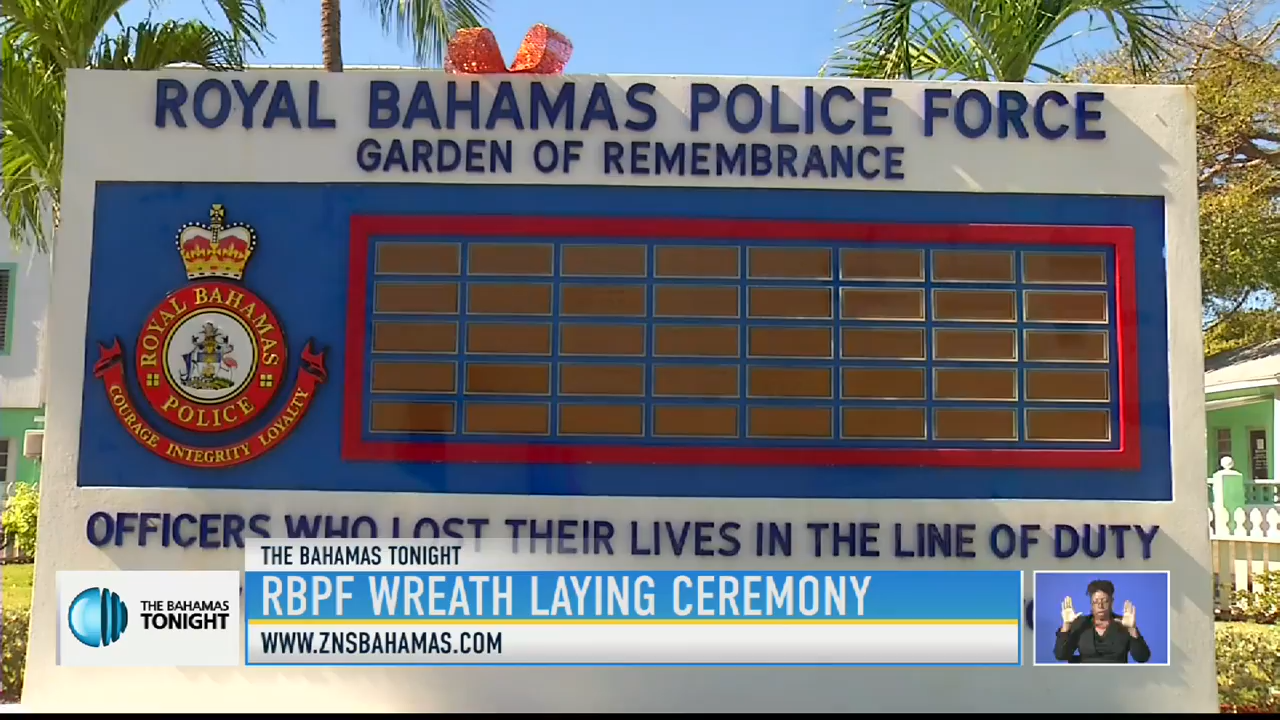 ROYAL BAHAMAS POLICE FORCE
GARDEN OF REMEMBRANCE
ROYAL BAHAMAS
POLICE
COURAGE INTEGRITY LOYALTY
OFFICERS WHO LOST THEIR LIVES IN THE LINE OF DUTY
THE BAHAMAS TONIGHT
RBPF WREATH LAYING CEREMONY
WWW.ZNSBAHAMAS.COM
THE BAHAMAS
TONIGHT